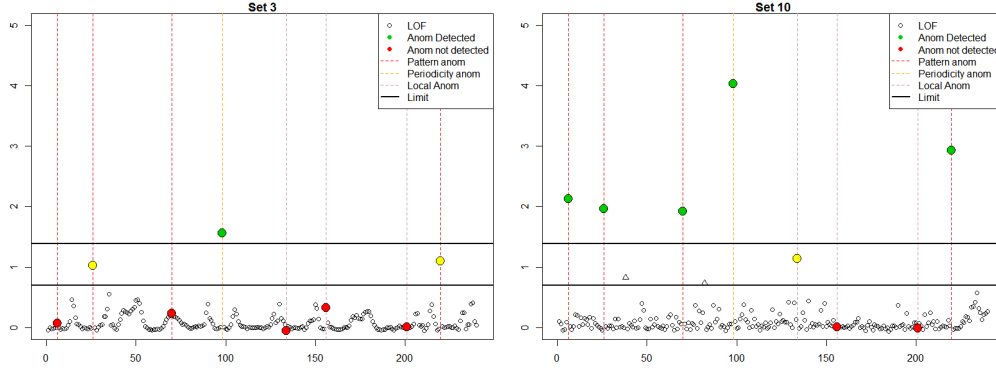 Set 3
5
4
3
2
1
0
0
50
100
150
200
LOF
Anom Detected
Anom not detected
Pattern anom
Periodicity anom
Local Anom
Limit
Set 10
5
4
3
2
1
0
0
50
100
150
200
LOF
Anom Detected
Anom not detected
Pattern anom
Periodicity anom
Local Anom
Limit